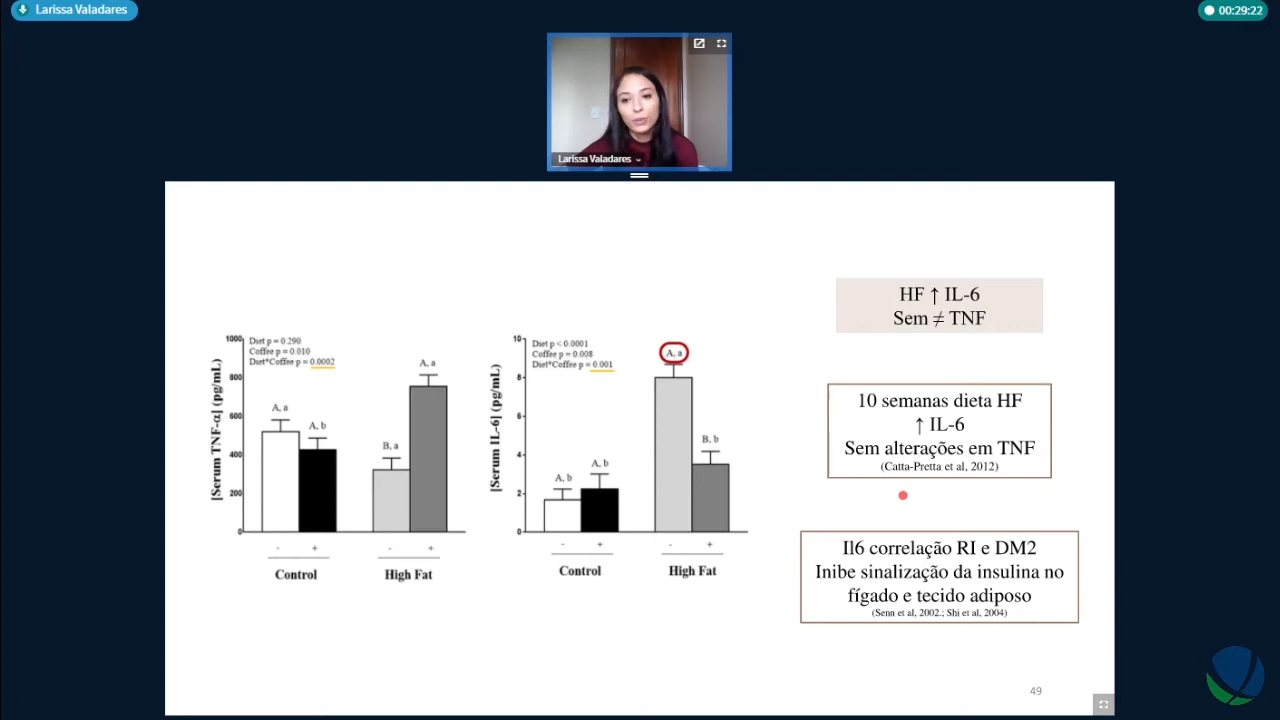 Larissa Valadares
00:29:22
Larissa Valadares
[Serum TNF-α] (pg/mL)
1000
800
600
400
200
0
Diet p = 0.290
Coffee p = 0.010
Diet*Coffee p = 0.0002
A, a
A, b
B, a
A, a
-
+
-
+
Control
High Fat
[Serum IL-6] (pg/mL)
10
8
6
4
2
0
Diet p < 0.0001
Coffee p = 0.008
Diet*Coffee p = 0.001
A, b
A, b
A, a
B, b
-
+
-
+
Control
High Fat
HF ↑ IL-6
Sem ≠ TNF
10 semanas dieta HF
↑ IL-6
Sem alterações em TNF
(Catta-Pretta et al, 2012)
Il6 correlação RI e DM2
Inibe sinalização da insulina no
fígado e tecido adiposo
(Senn et al, 2002.; Shi et al, 2004)
49